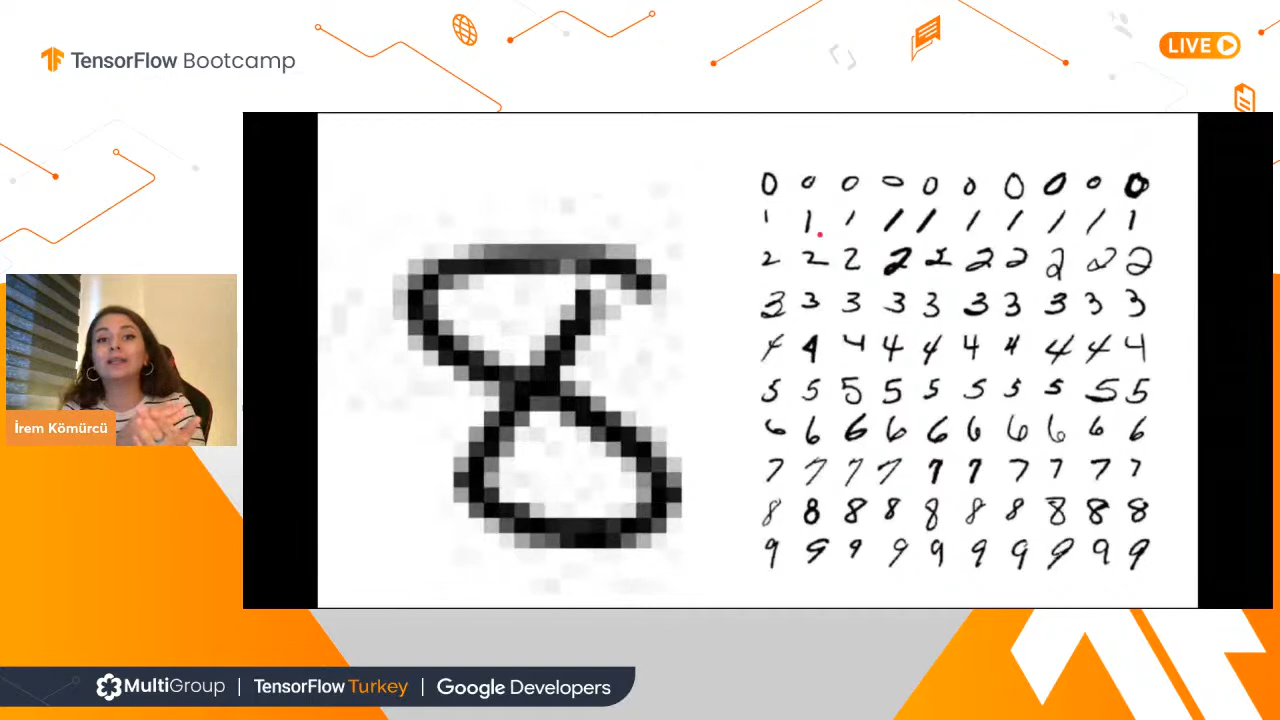 TensorFlow Bootcamp
LIVE
0 0 0 0 0 0 0 0 0 0
1 1 1 1 1 1 1 1 1 1
2 2 2 2 2 2 2 2 2 2
3 3 3 3 3 3 3 3 3 3
4 4 4 4 4 4 4 4 4 4
5 5 5 5 5 5 5 5 5 5
6 6 6 6 6 6 6 6 6 6
7 7 7 7 7 7 7 7 7 7
8 8 8 8 8 8 8 8 8 8
9 9 9 9 9 9 9 9 9 9
8
İrem Kömürcü
MultiGroup | TensorFlow Turkey | Google Developers